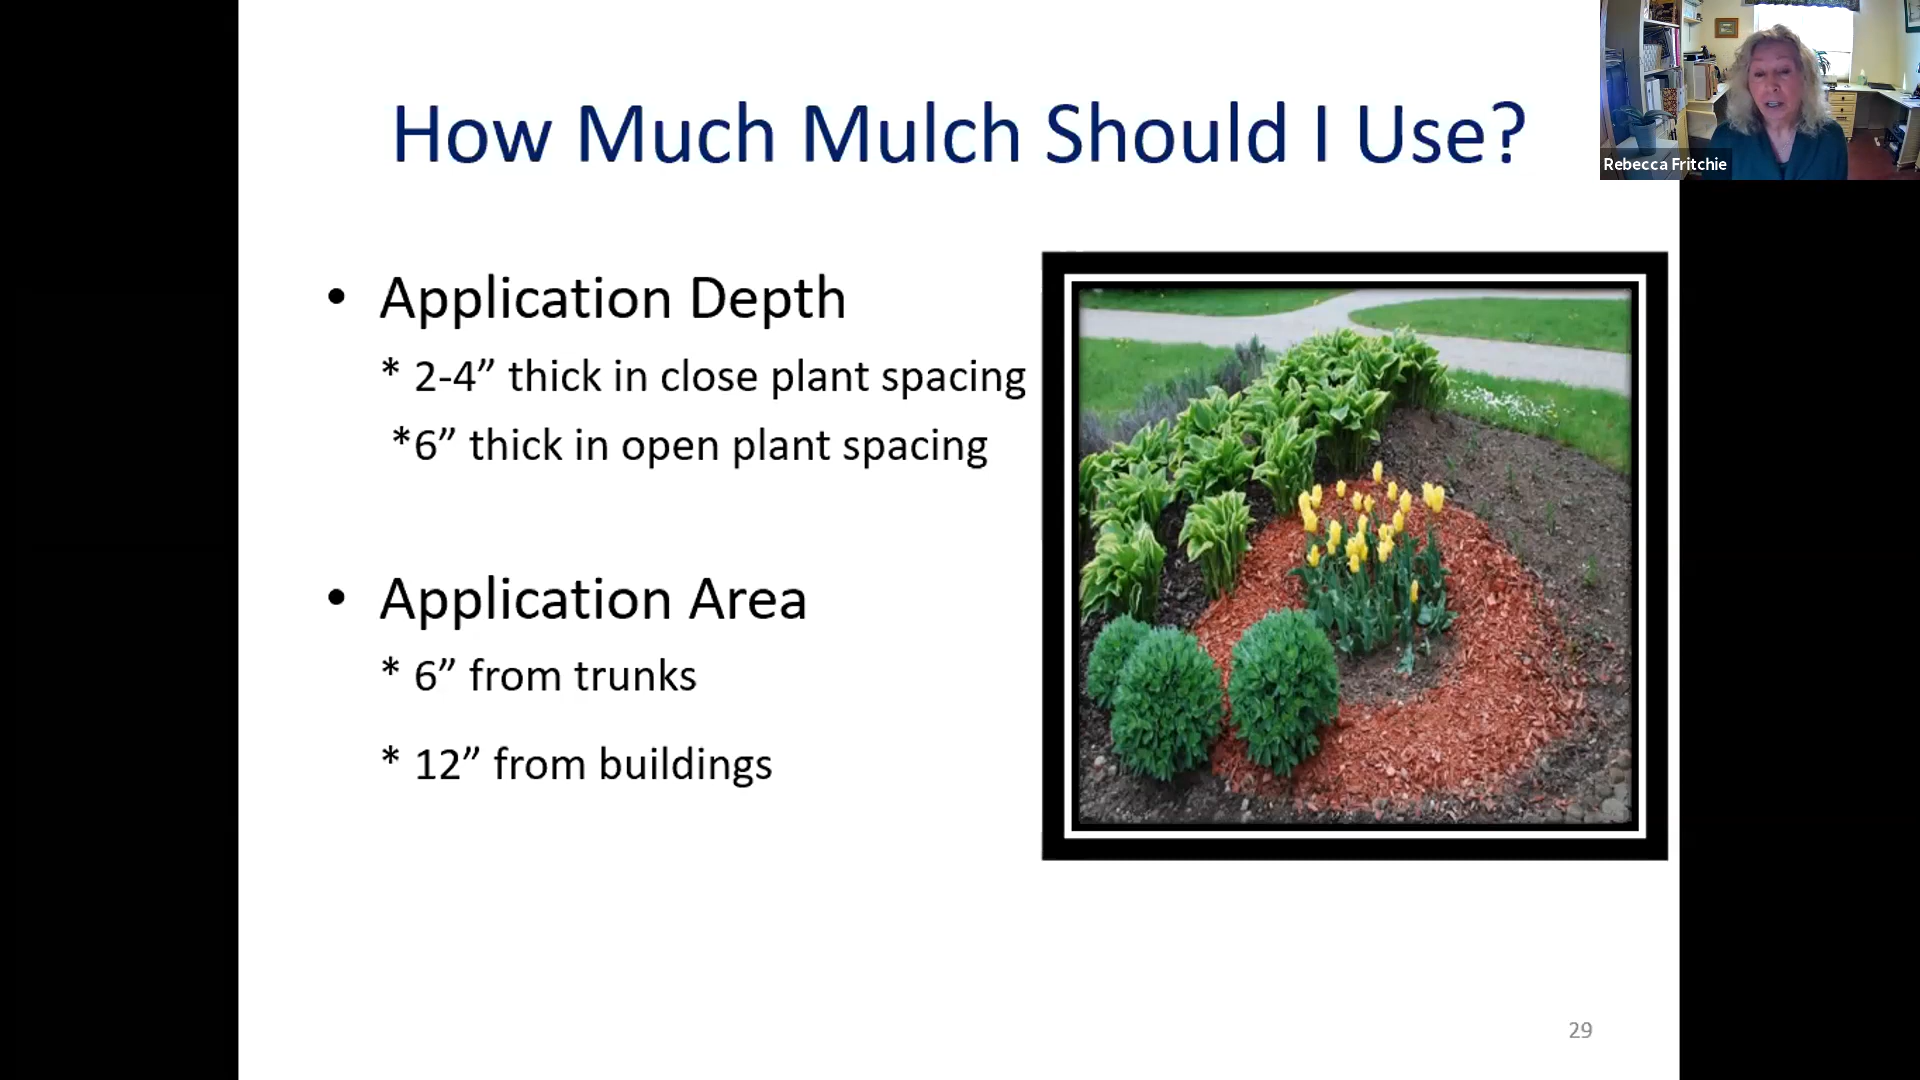 How Much Mulch Should I Use?
Rebecca Fritchie
• Application Depth
* 2-4” thick in close plant spacing
*6” thick in open plant spacing
• Application Area
* 6” from trunks
* 12” from buildings
29